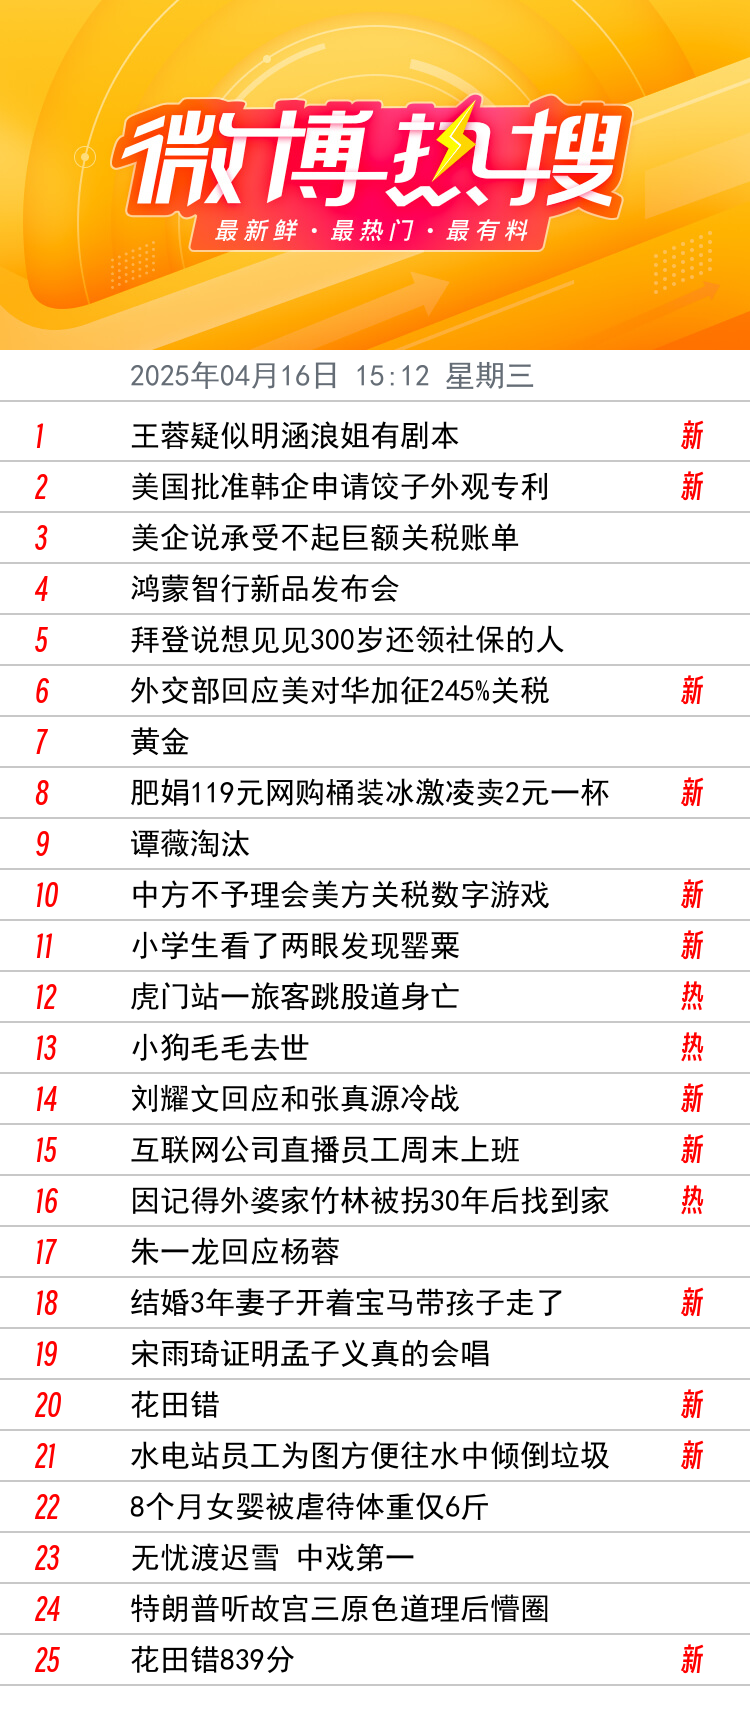 微博热搜
最新鲜·最热门·最有料
2025年04月16日 15:12 星期三
1 王蓉疑似明涵浪姐有剧本 新
2 美国批准韩企申请饺子外观专利 新
3 美企说承受不起巨额关税账单
4 鸿蒙智行新品发布会
5 拜登说想见见300岁还领社保的人
6 外交部回应美对华加征245%关税 新
7 黄金
8 肥娟119元网购桶装冰激凌卖2元一杯 新
9 谭薇淘汰
10 中方不予理会美方关税数字游戏 新
11 小学生看了两眼发现罂粟 新
12 虎门站一旅客跳股道身亡 热
13 小狗毛毛去世 热
14 刘耀文回应和张真源冷战 新
15 互联网公司直播员工周末上班 新
16 因记得外婆家竹林被拐30年后找到家 热
17 朱一龙回应杨蓉
18 结婚3年妻子开着宝马带孩子走了 新
19 宋雨琦证明孟子义真的会唱
20 花田错 新
21 水电站员工为图方便往水中倾倒垃圾 新
22 8个月女婴被虐待体重仅6斤
23 无忧渡迟雪 中戏第一
24 特朗普听故宫三原色道理后懵圈
25 花田错839分 新